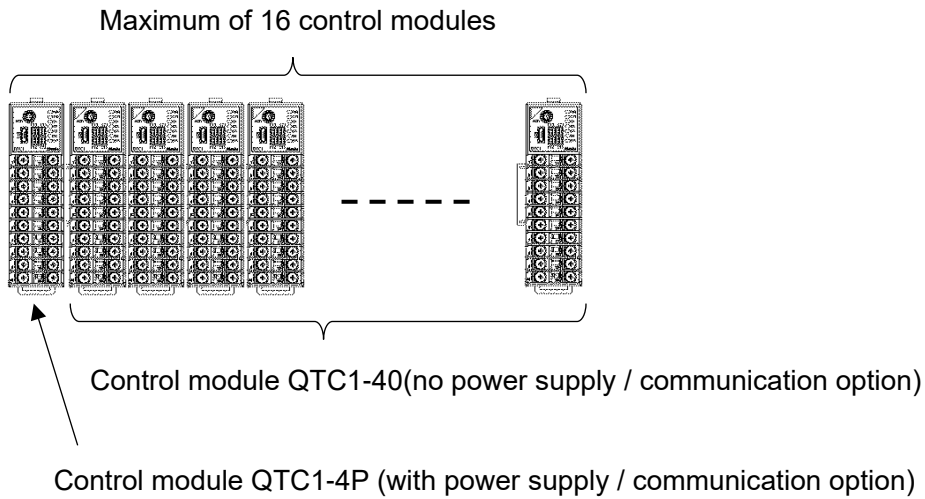 Maximum of 16 control modules
Control module QTC1-40(no power supply / communication option)
Control module QTC1-4P (with power supply / communication option)